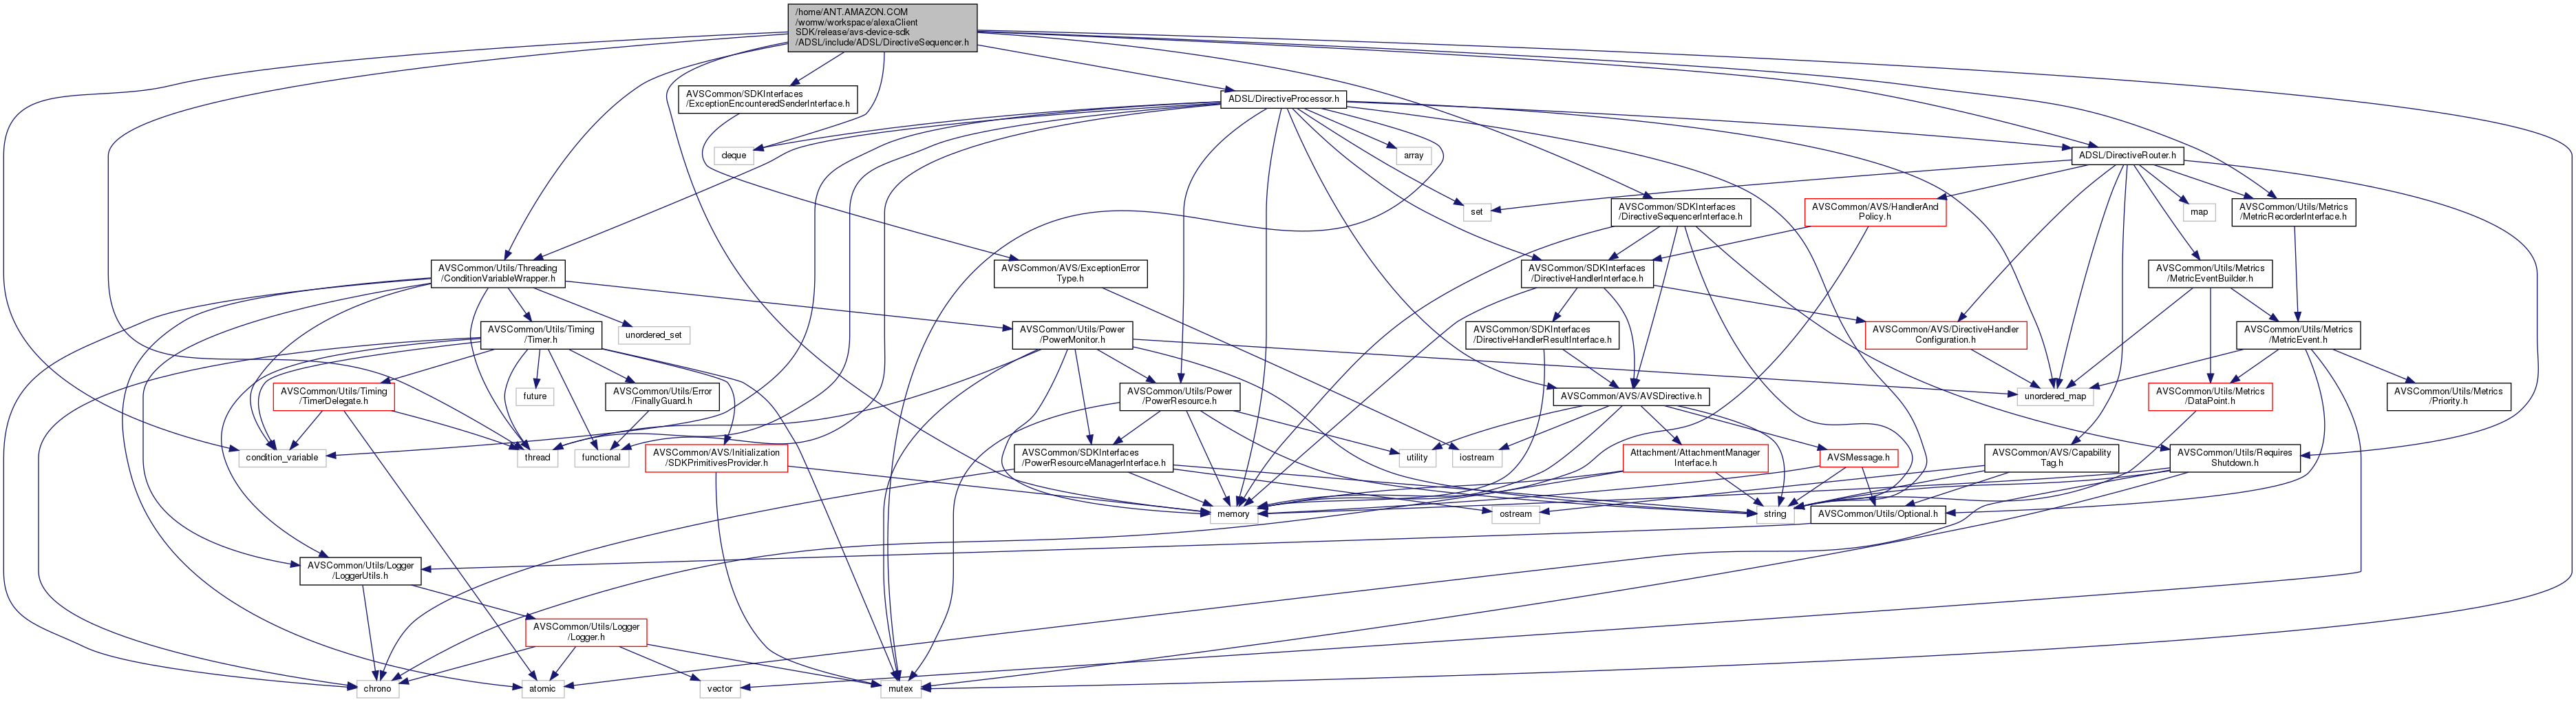 /home/ANT.AMAZON.COM
/womw/workspace/alexaClient
SDK/release/avs-device-sdk
/ADSL/include/ADSL/DirectiveSequencer.h
AVSCommon/SDKInterfaces
/ExceptionEncounteredSenderInterface.h
ADSL/DirectiveProcessor.h
deque
array
ADSL/DirectiveRouter.h
set
AVSCommon/SDKInterfaces
/DirectiveSequencerInterface.h
AVSCommon/AVS/HandlerAnd
Policy.h
map
AVSCommon/Utils/Metrics
/MetricRecorderInterface.h
AVSCommon/Utils/Threading
/ConditionVariableWrapper.h
AVSCommon/AVS/ExceptionError
Type.h
AVSCommon/SDKInterfaces
/DirectiveHandlerInterface.h
AVSCommon/Utils/Metrics
/MetricEventBuilder.h
AVSCommon/Utils/Timing
/Timer.h
unordered_set
AVSCommon/Utils/Power
/PowerMonitor.h
AVSCommon/SDKInterfaces
/DirectiveHandlerResultInterface.h
AVSCommon/AVS/DirectiveHandler
Configuration.h
AVSCommon/Utils/Metrics
/MetricEvent.h
AVSCommon/Utils/Timing
/TimerDelegate.h
future
AVSCommon/Utils/Error
/FinallyGuard.h
AVSCommon/Utils/Power
/PowerResource.h
AVSCommon/AVS/AVSDirective.h
unordered_map
AVSCommon/Utils/Metrics
/DataPoint.h
AVSCommon/Utils/Metrics
/Priority.h
condition_variable
thread
functional
AVSCommon/AVS/Initialization
/SDKPrimitivesProvider.h
AVSCommon/SDKInterfaces
/PowerResourceManagerInterface.h
utility
iostream
Attachment/AttachmentManager
Interface.h
AVSMessage.h
AVSCommon/AVS/Capability
Tag.h
AVSCommon/Utils/Requires
Shutdown.h
memory
ostream
string
AVSCommon/Utils/Optional.h
AVSCommon/Utils/Logger
/LoggerUtils.h
AVSCommon/Utils/Logger
/Logger.h
chrono
atomic
vector
mutex